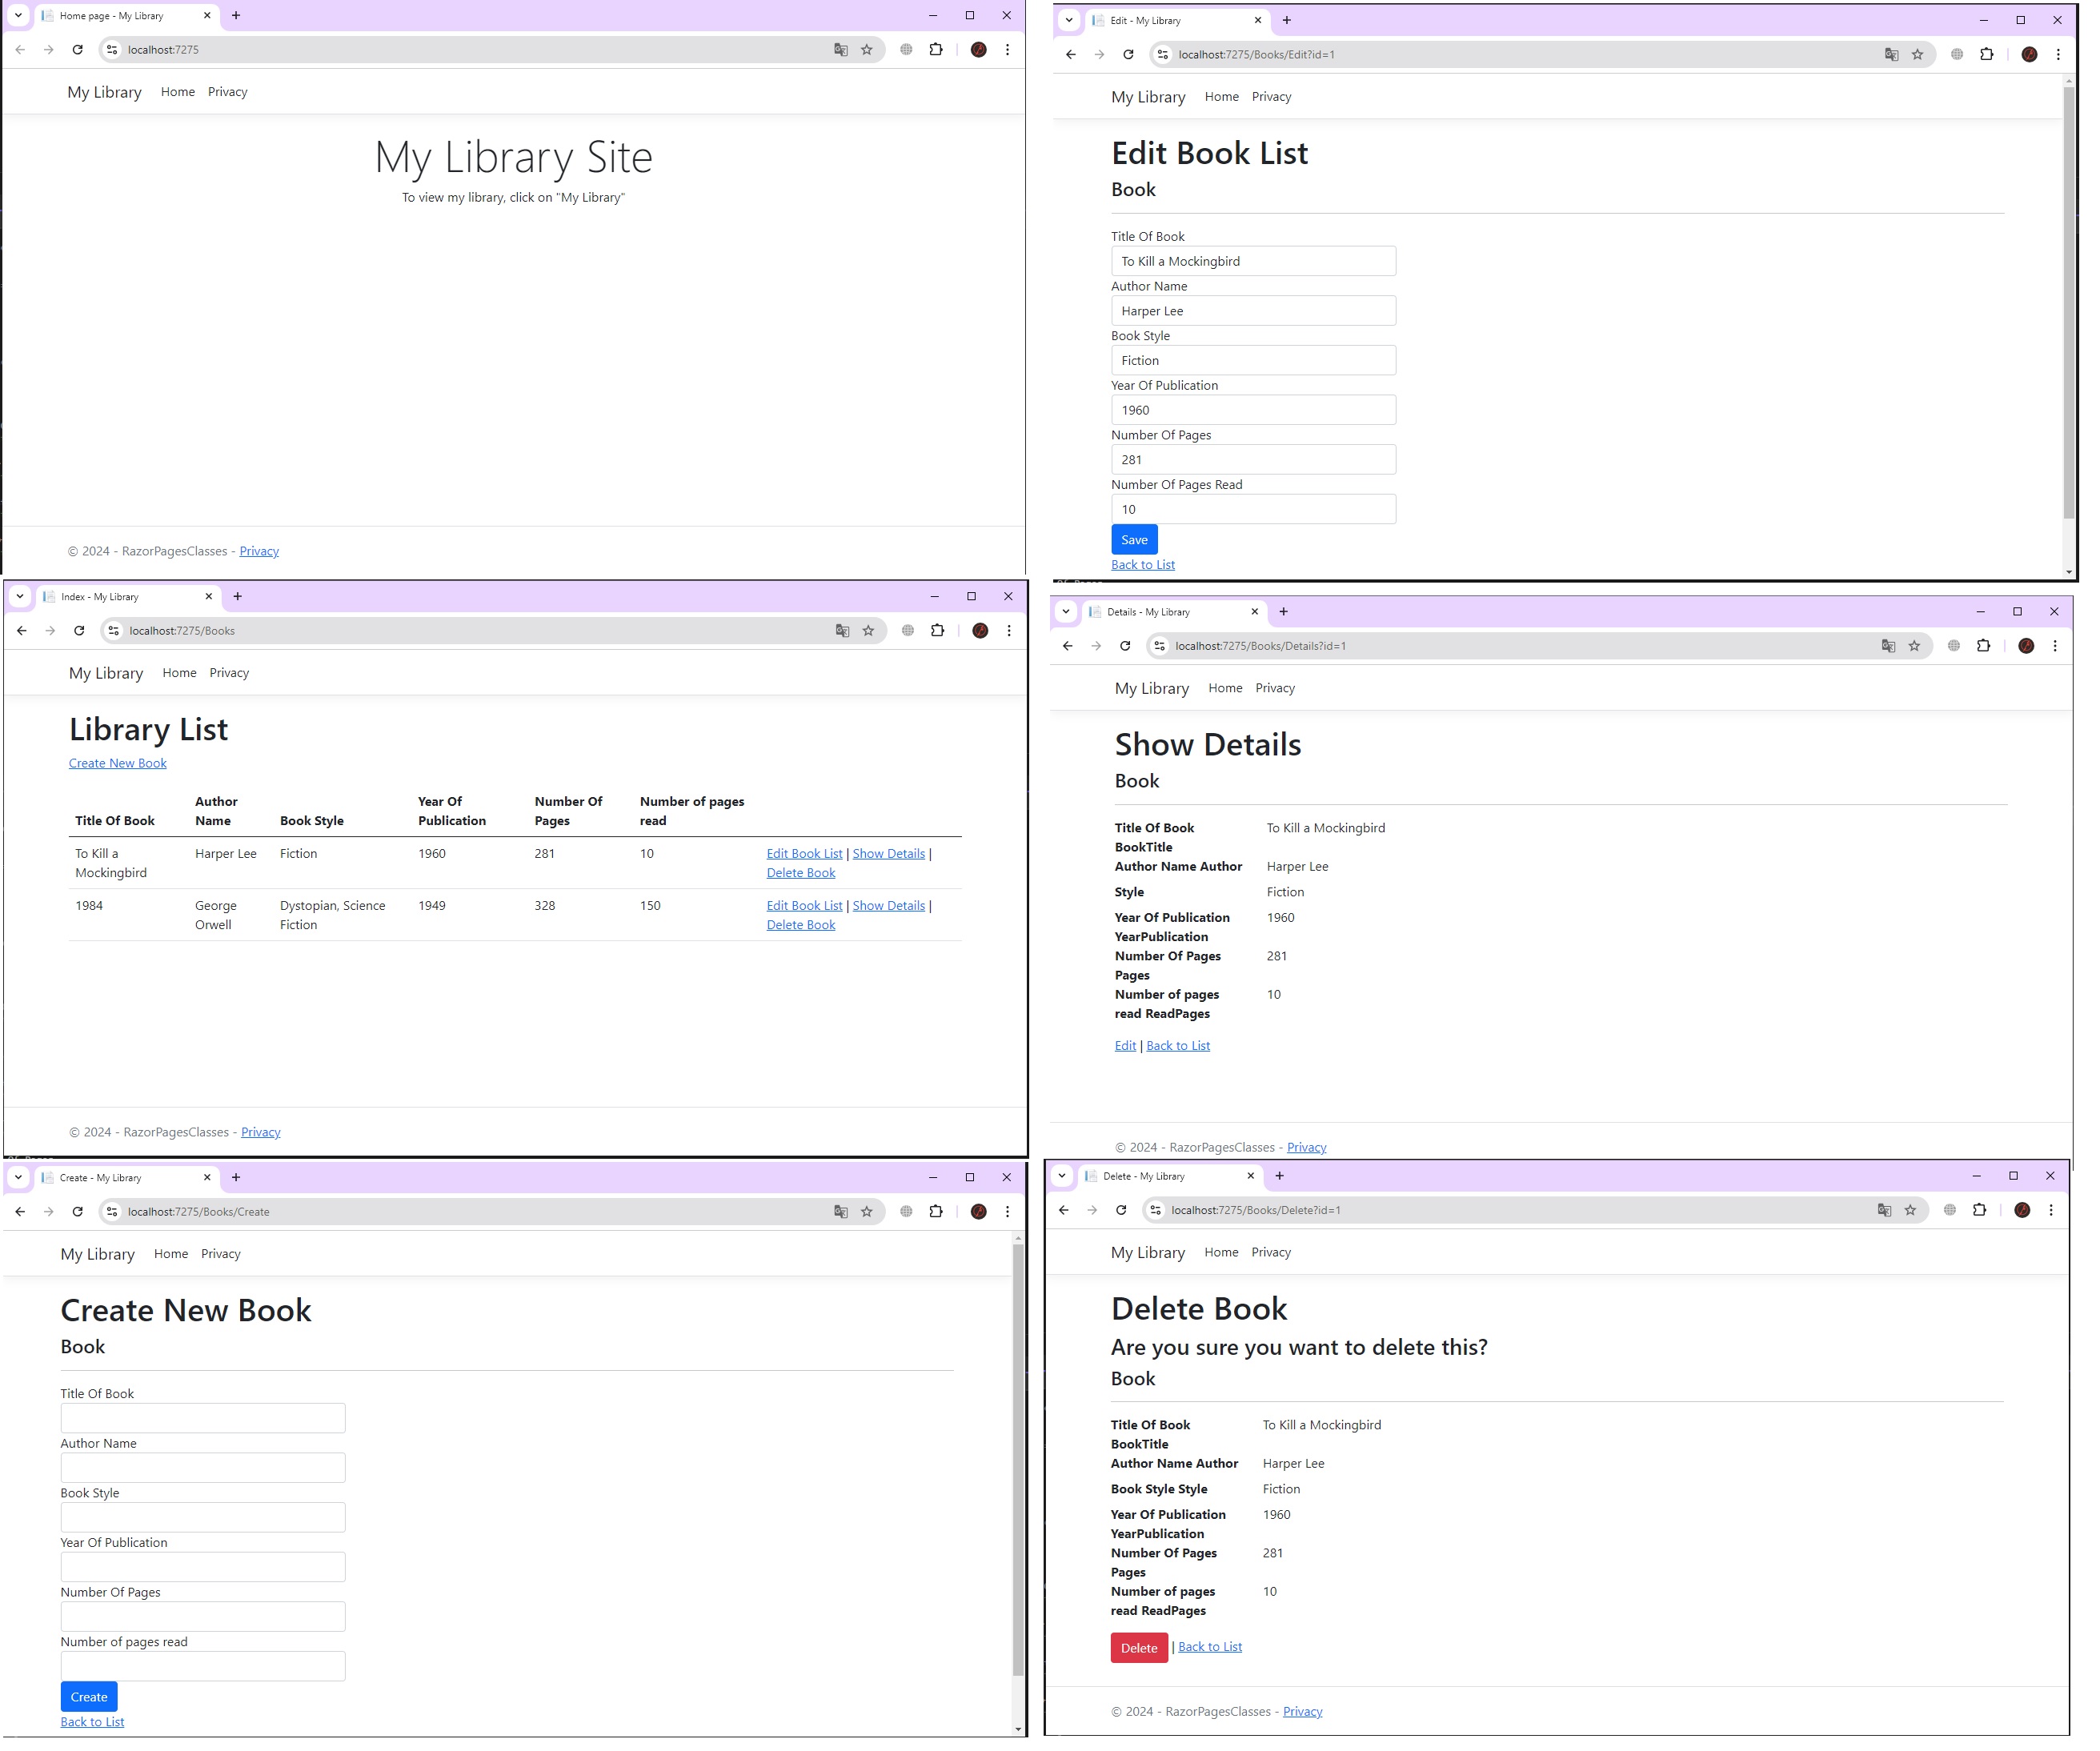 Home page - My Library
localhost:7275
My Library Home Privacy
My Library Site
To view my library, click on "My Library"
© 2024 - RazorPagesClasses - Privacy
Edit - My Library
localhost:7275/Books/Edit?id=1
My Library Home Privacy
Edit Book List
Book
Title Of Book
To Kill a Mockingbird
Author Name
Harper Lee
Book Style
Fiction
Year Of Publication
1960
Number Of Pages
281
Number Of Pages Read
10
Save
Back to List
Index - My Library
localhost:7275/Books
My Library Home Privacy
Library List
Create New Book
Title Of Book Author Name Book Style Year Of Publication Number Of Pages Number of pages read
To Kill a Mockingbird Harper Lee Fiction 1960 281 10 Edit Book List | Show Details | Delete Book
1984 George Orwell Dystopian, Science Fiction 1949 328 150 Edit Book List | Show Details | Delete Book
© 2024 - RazorPagesClasses - Privacy
Details - My Library
localhost:7275/Books/Details?id=1
My Library Home Privacy
Show Details
Book
Title Of Book To Kill a Mockingbird
BookTitle
Author Name Author Harper Lee
Style Fiction
Year Of Publication 1960
YearPublication
Number Of Pages 281
Pages
Number of pages 10
read ReadPages
Edit | Back to List
© 2024 - RazorPagesClasses - Privacy
Create - My Library
localhost:7275/Books/Create
My Library Home Privacy
Create New Book
Book
Title Of Book
Author Name
Book Style
Year Of Publication
Number Of Pages
Number of pages read
Create
Back to List
Delete - My Library
localhost:7275/Books/Delete?id=1
My Library Home Privacy
Delete Book
Are you sure you want to delete this?
Book
Title Of Book To Kill a Mockingbird
BookTitle
Author Name Author Harper Lee
Book Style Style Fiction
Year Of Publication 1960
YearPublication
Number Of Pages 281
Pages
Number of pages 10
read ReadPages
Delete | Back to List
© 2024 - RazorPagesClasses - Privacy